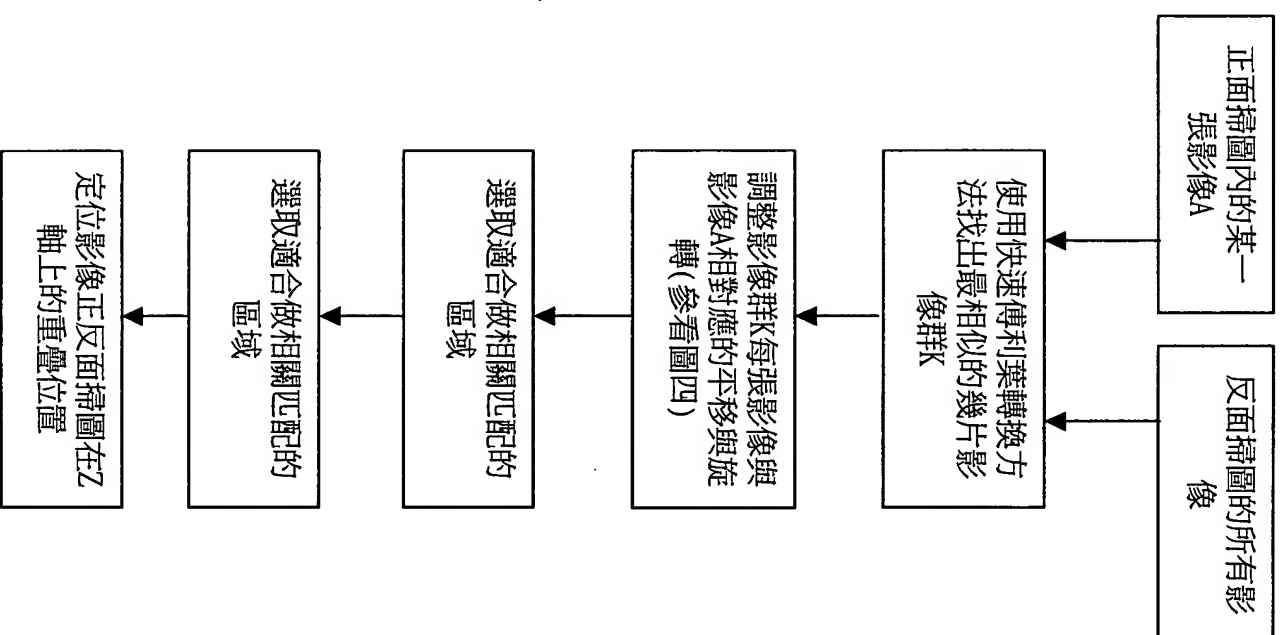 正面掃圖內的某一
張影像A
反面掃圖的所有影
像
使用快速傅利葉轉換方
法找出最相似的幾片影
像群K
調整影像群K每張影像與
影像A相對應的平移與旋
轉(參看圖四)
選取適合做相關匹配的
區域
選取適合做相關匹配的
區域
定位影像正反面掃圖在Z
軸上的重疊位置